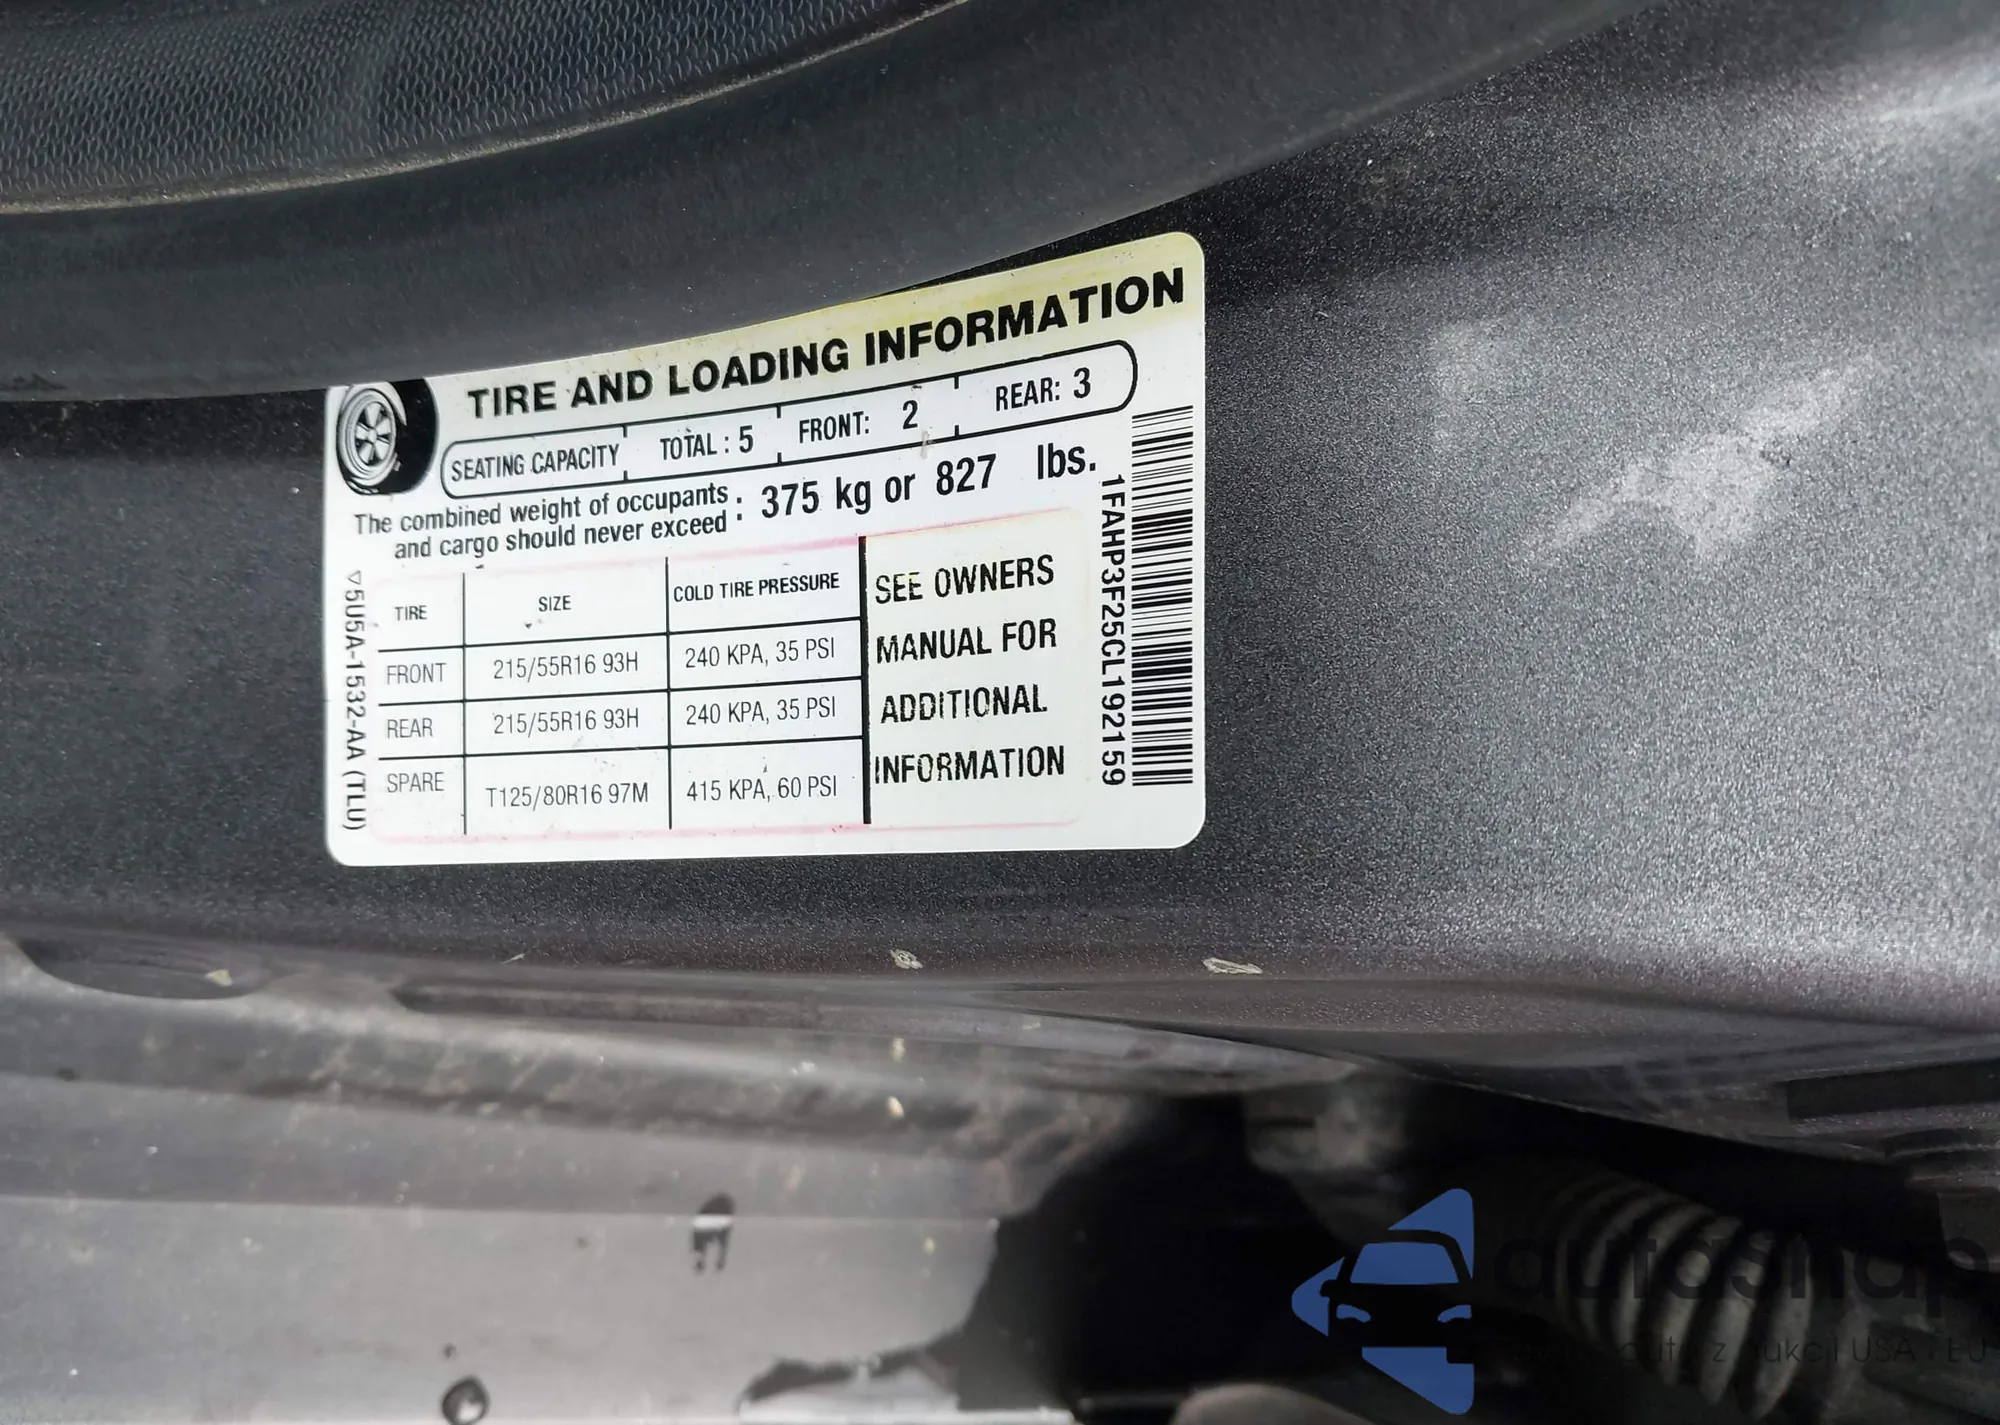 TIRE AND LOADING INFORMATION
SEATING CAPACITY TOTAL : 5 FRONT: 2 REAR: 3
The combined weight of occupants
and cargo should never exceed : 375 kg or 827 lbs.
TIRE SIZE COLD TIRE PRESSURE
FRONT 215/55R16 93H 240 KPA, 35 PSI
REAR 215/55R16 93H 240 KPA, 35 PSI
SPARE T125/80R16 97M 415 KPA, 60 PSI
SEE OWNERS
MANUAL FOR
ADDITIONAL
INFORMATION
▽5U5A-1532-AA (TLU)
1FAHP3F25CL192159
autosnap
USA EU